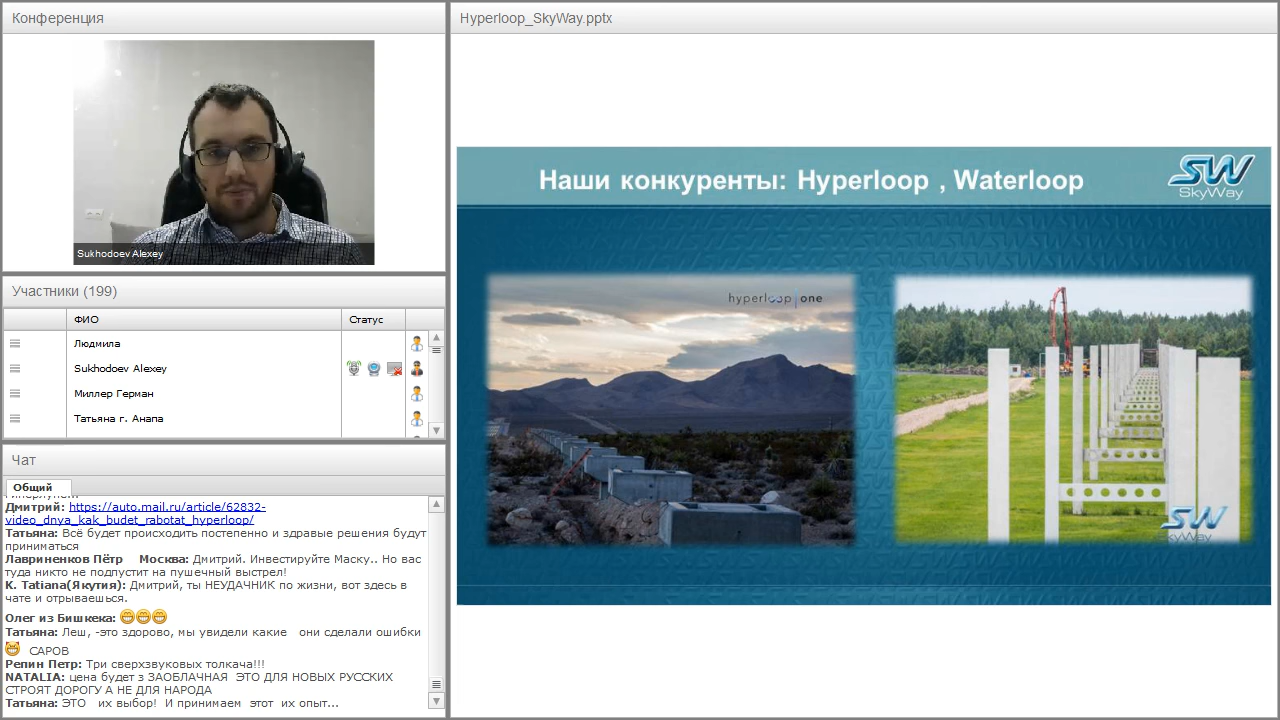 Конференция
Sukhodoev Alexey
Участники (199)
ФИО
Статус
Людмила
Sukhodoev Alexey
Миллер Герман
Татьяна г. Анапа
Чат
Общий
Дмитрий: https://auto.mail.ru/article/62832-
video_dnya_kak_budet_rabotat_hyperloop/
Татьяна: Всё будет происходить постепенно и здравые решения будут
приниматься
Лавриненков Пётр Москва: Дмитрий. Инвестируйте Маску.. Но вас
туда никто не подпустит на пушечный выстрел!
К. Tatiana(Якутия): Дмитрий, ты НЕУДАЧНИК по жизни, вот здесь в
чате и отрываешься.
Олег из Бишкека:
Татьяна: Леш, -это здорово, мы увидели какие они сделали ошибки
САРОВ
Репин Петр: Три сверхзвуковых толкача!!!
NATALIA: цена будет з ЗАОБЛАЧНАЯ ЭТО ДЛЯ НОВЫХ РУССКИХ
СТРОЯТ ДОРОГУ А НЕ ДЛЯ НАРОДА
Татьяна: ЭТО их выбор! И принимаем этот их опыт...
Hyperloop_SkyWay.pptx
Наши конкуренты: Hyperloop , Waterloop
SW
SkyWay
hyperloop one
SW
SkyWay